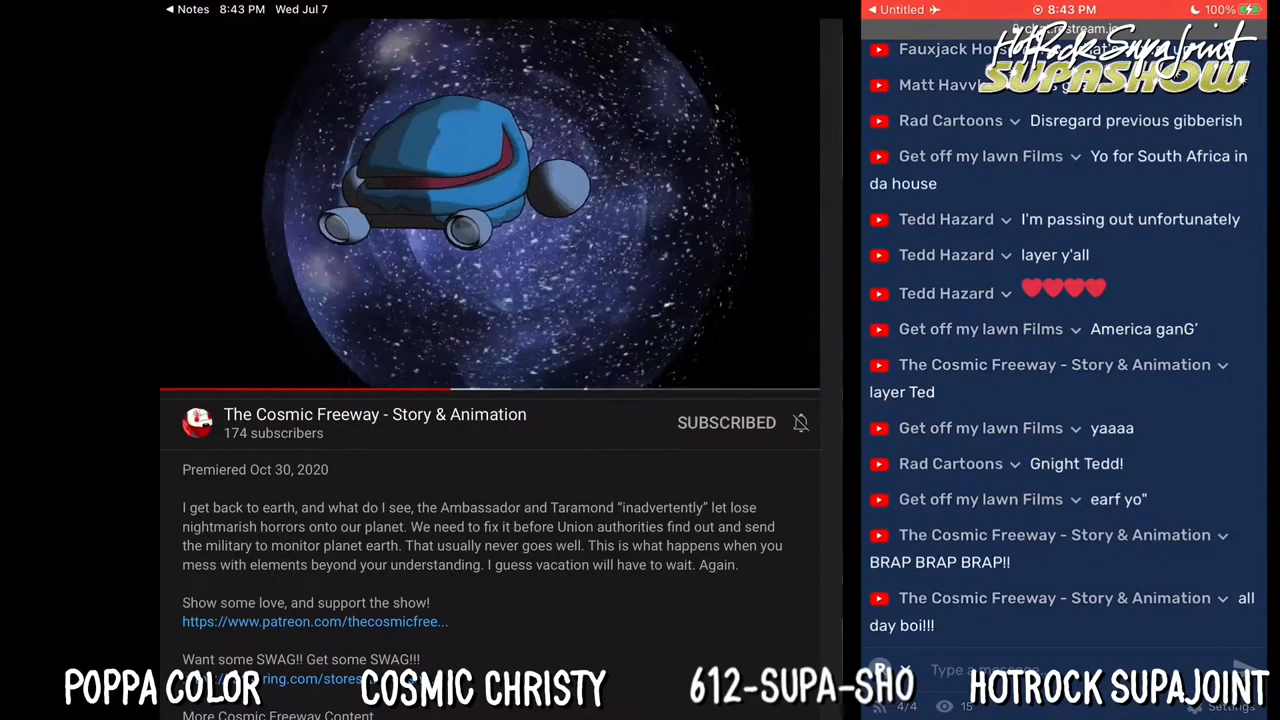 Notes 8:43 PM Wed Jul 7
The Cosmic Freeway - Story & Animation
174 subscribers
SUBSCRIBED
Premiered Oct 30, 2020
I get back to earth, and what do I see, the Ambassador and Taramond “inadvertently” let lose
nightmarish horrors onto our planet. We need to fix it before Union authorities find out and send
the military to monitor planet earth. That usually never goes well. This is what happens when you
mess with elements beyond your understanding. I guess vacation will have to wait. Again.
Show some love, and support the show!
https://www.patreon.com/thecosmicfree...
Want some SWAG!! Get some SWAG!!!
More Cosmic Freeway Content
Untitled 8:43 PM 100%
HotRock SupaJoint
SUPASHOW
Fauxjack
Matt
Rad Cartoons Disregard previous gibberish
Get off my lawn Films Yo for South Africa in
da house
Tedd Hazard I'm passing out unfortunately
Tedd Hazard layer y'all
Tedd Hazard ❤❤❤❤
Get off my lawn Films America ganG’
The Cosmic Freeway - Story & Animation
layer Ted
Get off my lawn Films yaaaa
Rad Cartoons Gnight Tedd!
Get off my lawn Films earf yo"
The Cosmic Freeway - Story & Animation
BRAP BRAP BRAP!!
The Cosmic Freeway - Story & Animation all
day boi!!!
Type a message
4/4 15 Settings
POPPA COLOR COSMIC CHRISTY 612-SUPA-SHO HOTROCK SUPAJOINT